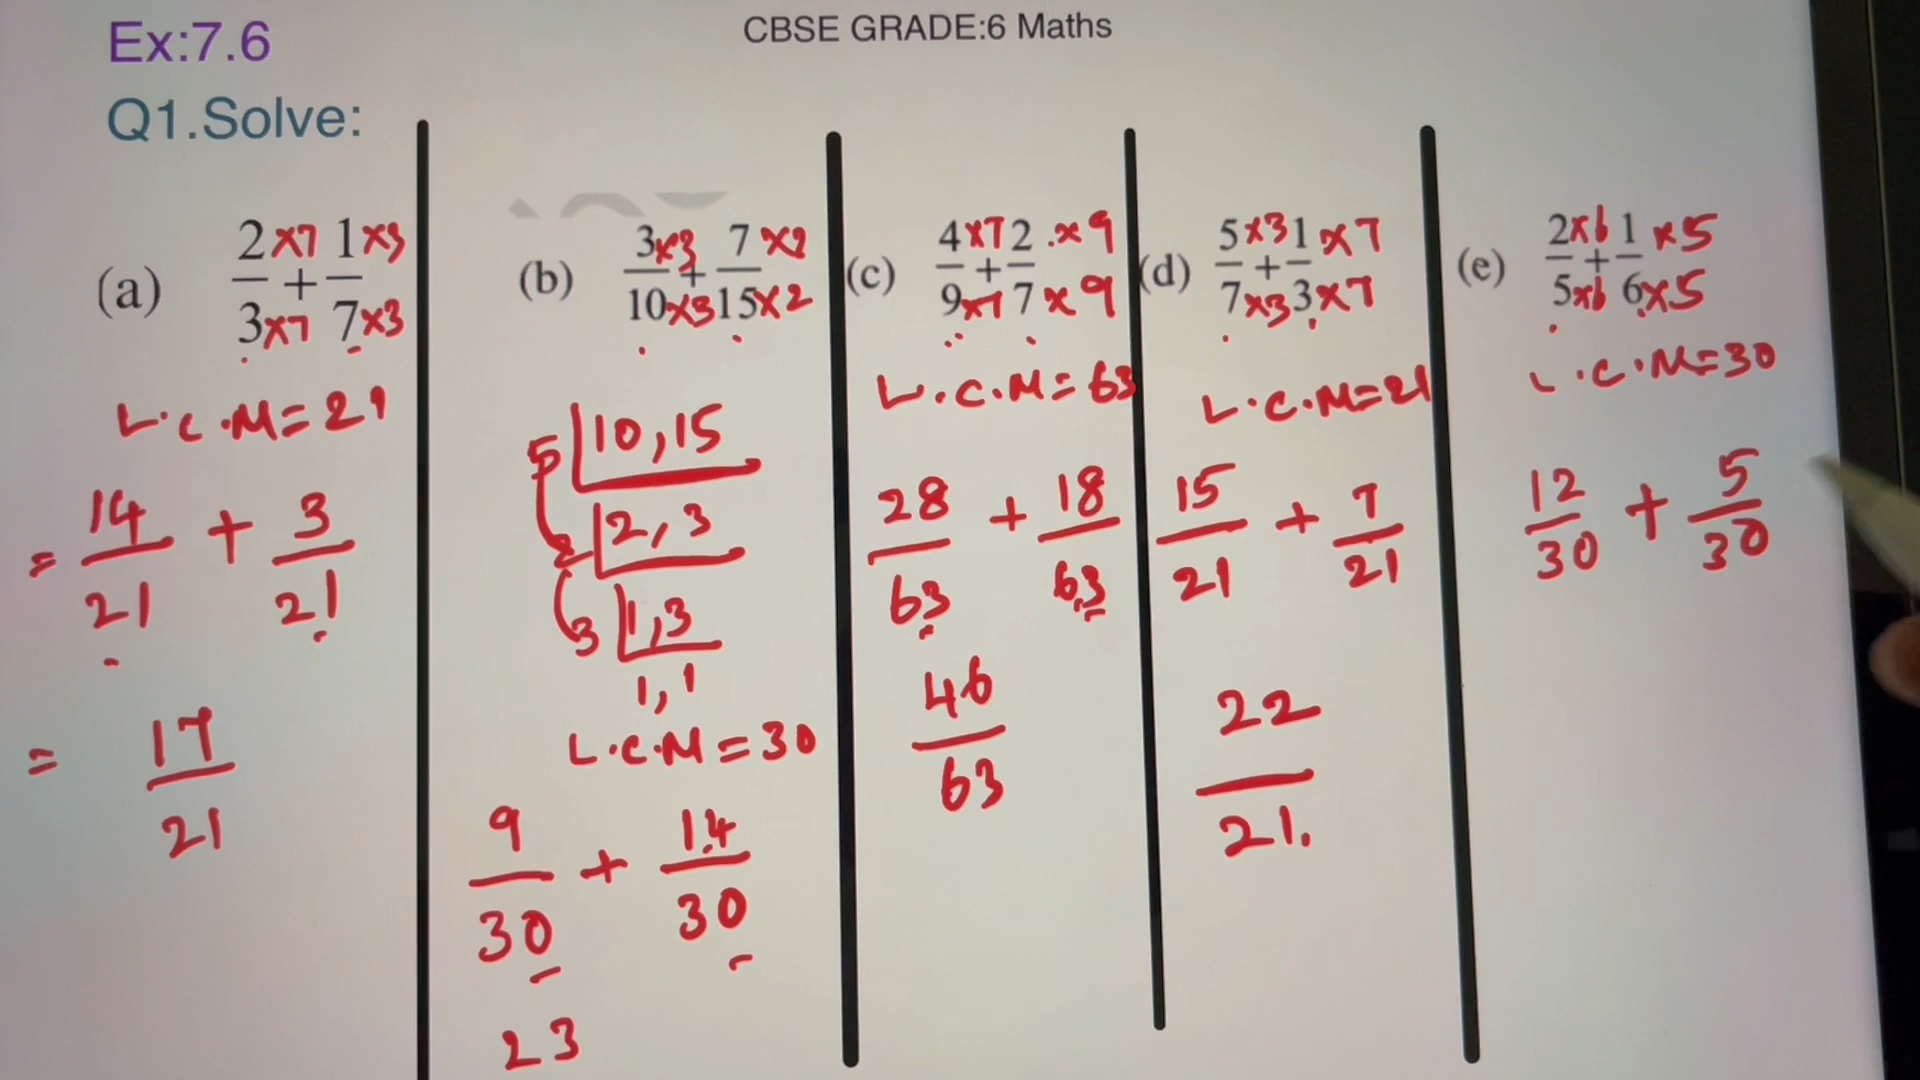 Ex:7.6
CBSE GRADE:6 Maths
Q1.Solve:
(a) 2×7/3×7 + 1×3/7×3
L.C.M=21
= 14/21 + 3/21
= 17/21
(b) 3×3/10×3 + 7×2/15×2
5 | 10, 15
2 | 2, 3
3 | 1, 3
1, 1
L.C.M=30
9/30 + 14/30
23
(c) 4×7/9×7 + 2×9/7×9
L.C.M=63
28/63 + 18/63
46/63
(d) 5×3/7×3 + 1×7/3×7
L.C.M=21
15/21 + 7/21
22/21.
(e) 2×6/5×6 + 1×5/6×5
L.C.M=30
12/30 + 5/30